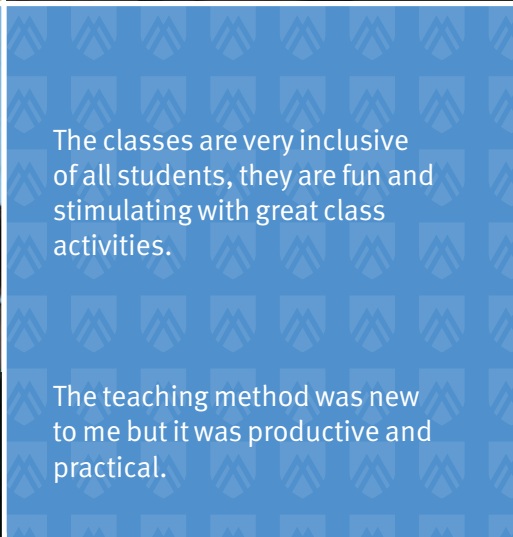 The classes are very inclusive
of all students, they are fun and
stimulating with great class
activities.
The teaching method was new
to me but it was productive and
practical.